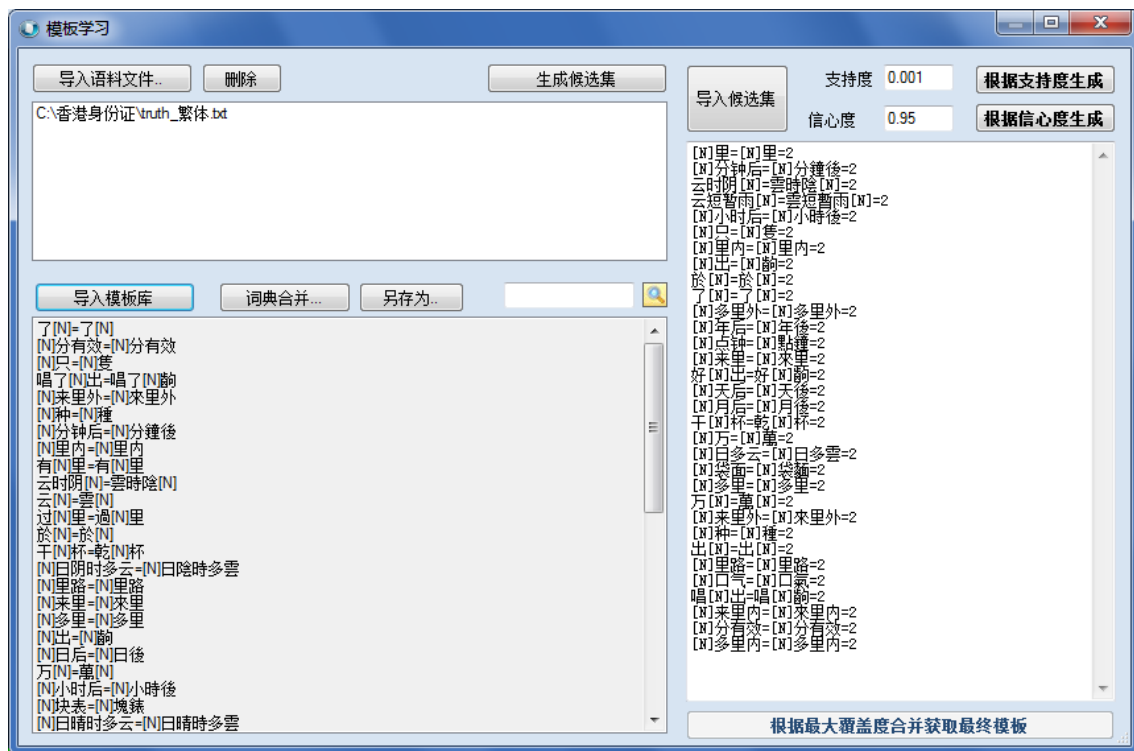 模板学习
导入语料文件..
删除
生成候选集
C:\香港身份证\truth_繁体.txt
导入模板库
词典合并...
另存为..
了[N]=了[N]
[N]分有效=[N]分有效
[N]只=[N]隻
唱了[N]出=唱了[N]齣
[N]来里外=[N]來里外
[N]种=[N]種
[N]分钟后=[N]分鐘後
[N]里内=[N]里内
有[N]里=有[N]里
云时阴[N]=雲時陰[N]
云[N]=雲[N]
过[N]里=過[N]里
於[N]=於[N]
干[N]杯=乾[N]杯
[N]日阴时多云=[N]日陰時多雲
[N]里路=[N]里路
[N]来里=[N]來里
[N]多里=[N]多里
[N]出=[N]齣
[N]日后=[N]日後
万[N]=萬[N]
[N]小时后=[N]小時後
[N]块表=[N]塊錶
[N]日晴时多云=[N]日晴時多雲
导入候选集
支持度
0.001
根据支持度生成
信心度
0.95
根据信心度生成
[N]里=[N]里=2
[N]分钟后=[N]分鐘後=2
云时阴[N]=雲時陰[N]=2
云短暫雨[N]=雲短暫雨[N]=2
[N]小时后=[N]小時後=2
[N]只=[N]隻=2
[N]里内=[N]里内=2
[N]出=[N]齣=2
於[N]=於[N]=2
了[N]=了[N]=2
[N]多里外=[N]多里外=2
[N]年后=[N]年後=2
[N]点钟=[N]點鐘=2
[N]来里=[N]來里=2
好[N]出=好[N]齣=2
[N]天后=[N]天後=2
[N]月后=[N]月後=2
干[N]杯=乾[N]杯=2
[N]万=[N]萬=2
[N]日多云=[N]日多雲=2
[N]袋面=[N]袋麵=2
[N]多里=[N]多里=2
万[N]=萬[N]=2
[N]来里外=[N]來里外=2
[N]种=[N]種=2
出[N]=出[N]=2
[N]里路=[N]里路=2
[N]口气=[N]口氣=2
唱[N]出=唱[N]齣=2
[N]来里内=[N]來里内=2
[N]分有效=[N]分有效=2
[N]多里内=[N]多里内=2
根据最大覆盖度合并获取最终模板